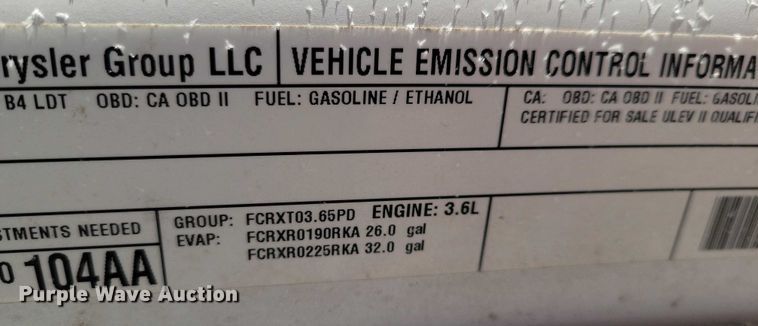 rysler Group LLC VEHICLE EMISSION CONTROL INFORMA
B4 LDT OBD: CA OBD II FUEL: GASOLINE / ETHANOL
CA: OBD: CA OBD II FUEL: GASOLI
CERTIFIED FOR SALE ULEV II QUALIF
STMENTS NEEDED
104AA
GROUP: FCRXT03.65PD ENGINE: 3.6L
EVAP: FCRXR0190RKA 26.0 gal
FCRXR0225RKA 32.0 gal
Purple Wave Auction